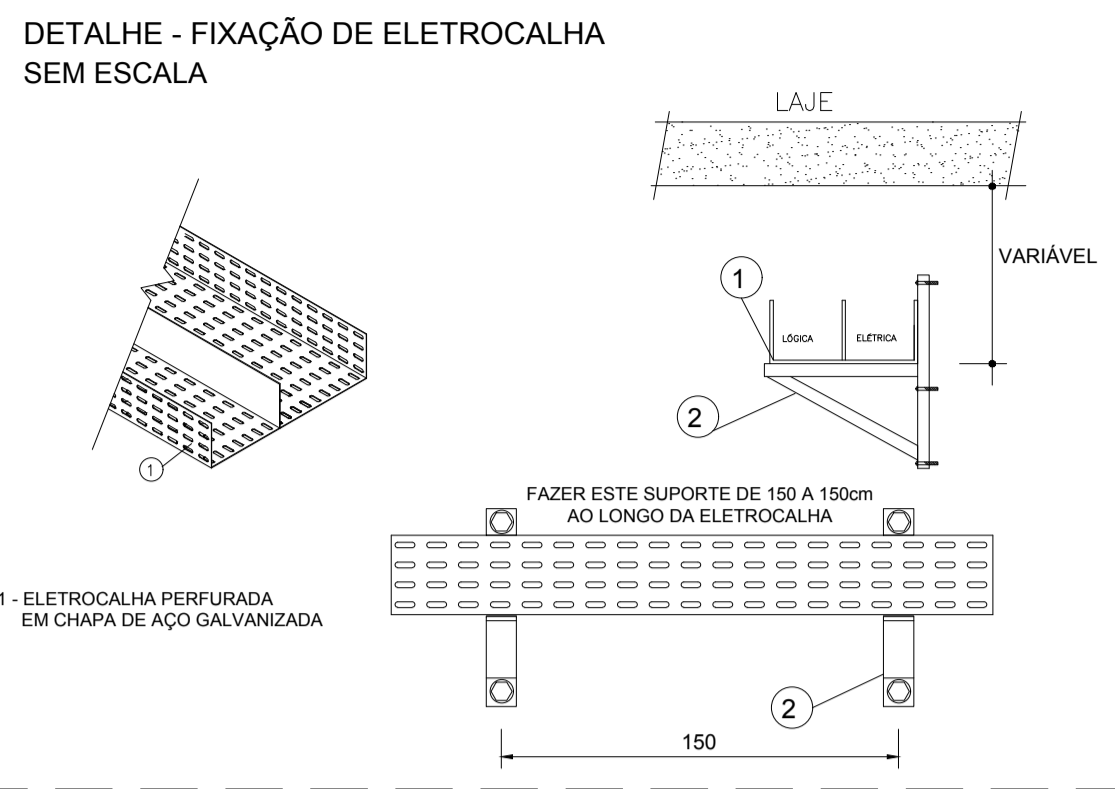 DETALHE - FIXAÇÃO DE ELETROCALHA
SEM ESCALA
LAJE
VARIÁVEL
1
LÓGICA
ELÉTRICA
2
1
FAZER ESTE SUPORTE DE 150 A 150cm
AO LONGO DA ELETROCALHA
1 - ELETROCALHA PERFURADA
EM CHAPA DE AÇO GALVANIZADA
2
150